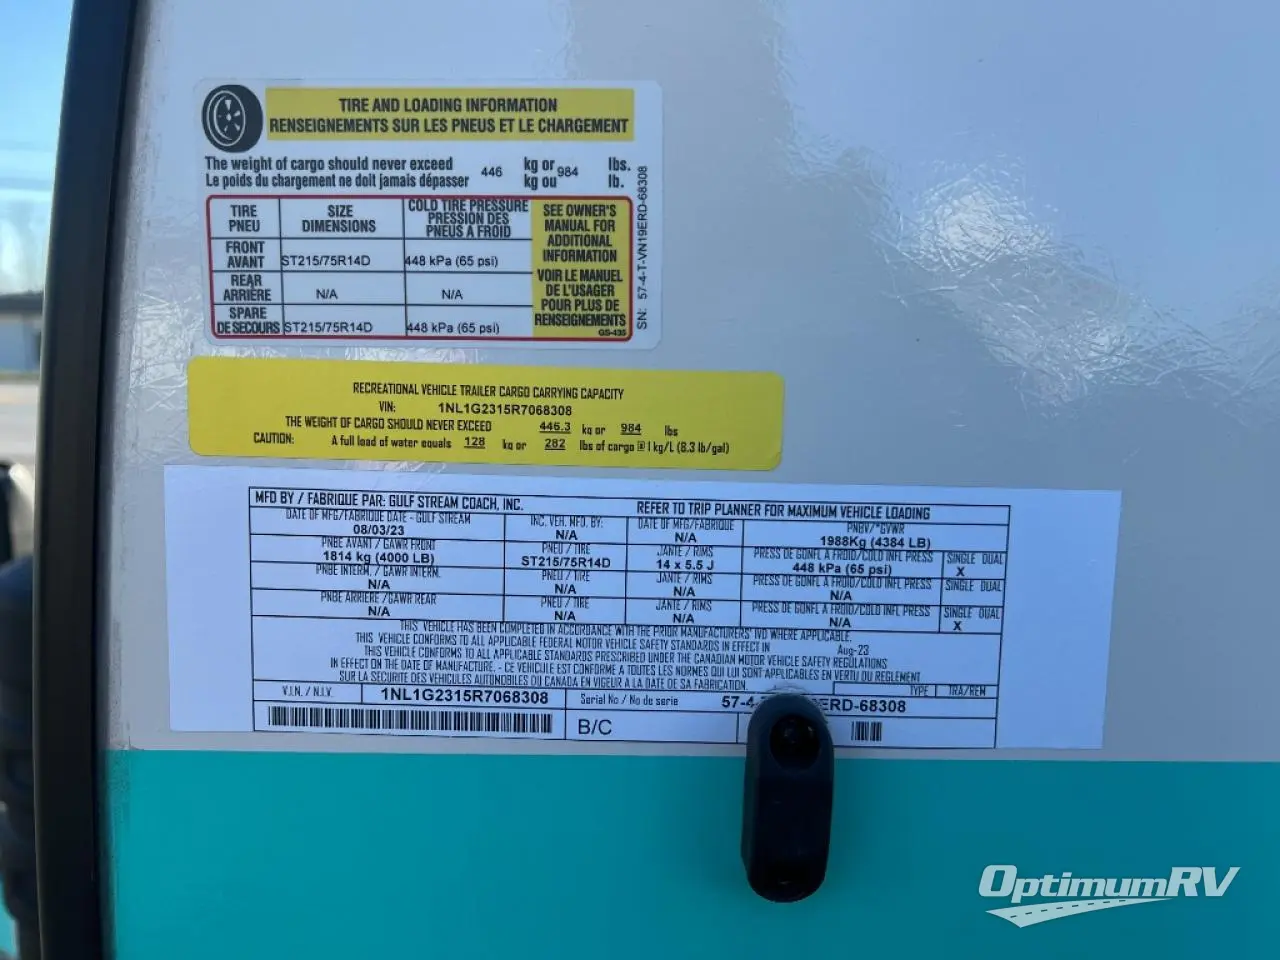 TIRE AND LOADING INFORMATION
RENSEIGNEMENTS SUR LES PNEUS ET LE CHARGEMENT
The weight of cargo should never exceed 446 kg or 984 lbs.
Le poids du chargement ne doit jamais dépasser kg ou lb.
TIRE PNEU
SIZE DIMENSIONS
COLD TIRE PRESSURE
PRESSION DES
PNEUS A FROID
FRONT AVANT ST215/75R14D 448 kPa (65 psi)
REAR ARRIÈRE N/A N/A
SPARE DE SECOURS ST215/75R14D 448 kPa (65 psi)
SEE OWNER'S
MANUAL FOR
ADDITIONAL
INFORMATION
VOIR LE MANUEL
DE L'USAGER
POUR PLUS DE
RENSEIGNEMENTS
GS-435
SN: 57-4-T-VN19ERD-68308
RECREATIONAL VEHICLE TRAILER CARGO CARRYING CAPACITY
VIN: 1NL1G2315R7068308
THE WEIGHT OF CARGO SHOULD NEVER EXCEED 446.3 kg or 984 lbs
CAUTION: A full load of water equals 128 kg or 282 lbs of cargo @ 1 kg/L (8.3 lb/gal)
MFD BY / FABRIQUE PAR: GULF STREAM COACH, INC. REFER TO TRIP PLANNER FOR MAXIMUM VEHICLE LOADING
DATE OF MFG/FABRIQUE DATE - GULF STREAM INC. VEH. MFD. BY: DATE OF MFG/FABRIQUE PNBV/*GVWR
08/03/23 N/A N/A 1988Kg (4384 LB)
PNBE AVANT / GAWR FRONT PNEU / TIRE JANTE / RIMS PRESS DE GONFL A FROID/COLD INFL PRESS SINGLE DUAL
1814 kg (4000 LB) ST215/75R14D 14 x 5.5 J 448 kPa (65 psi) X
PNBE INTERM. / GAWR INTERM. PNEU / TIRE JANTE / RIMS PRESS DE GONFL A FROID/COLD INFL PRESS SINGLE DUAL
N/A N/A N/A N/A
PNBE ARRIERE / GAWR REAR PNEU / TIRE JANTE / RIMS PRESS DE GONFL A FROID/COLD INFL PRESS SINGLE DUAL
N/A N/A N/A N/A X
THIS VEHICLE HAS BEEN COMPLETED IN ACCORDANCE WITH THE PRIOR MANUFACTURERS' IVD WHERE APPLICABLE.
THIS VEHICLE CONFORMS TO ALL APPLICABLE FEDERAL MOTOR VEHICLE SAFETY STANDARDS IN EFFECT IN Aug-23
THIS VEHICLE CONFORMS TO ALL APPLICABLE STANDARDS PRESCRIBED UNDER THE CANADIAN MOTOR VEHICLE SAFETY REGULATIONS
IN EFFECT ON THE DATE OF MANUFACTURE. - CE VEHICULE EST CONFORME A TOUTES LES NORMES QUI LUI SONT APPLICABLES EN VERTU DU REGLEMENT
SUR LA SECURITE DES VEHICULES AUTOMOBILES DU CANADA EN VIGEUR A LA DATE DE SA FABRICATION.
TYPE TRA/REM
V.I.N. / N.I.V. 1NL1G2315R7068308 Serial No / No de serie 57-4- ERD-68308
B/C
OptimumRV